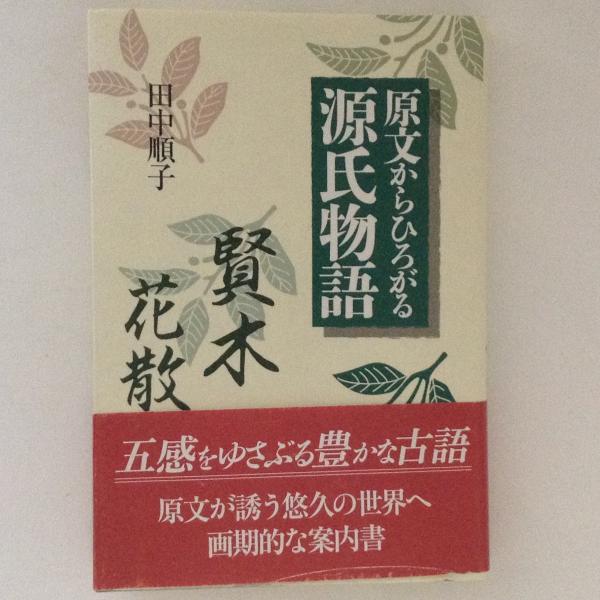 原文からひろがる
源氏物語
田中順子
賢木
花散
五感をゆさぶる豊かな古語
原文が誘う悠久の世界へ
画期的な案内書